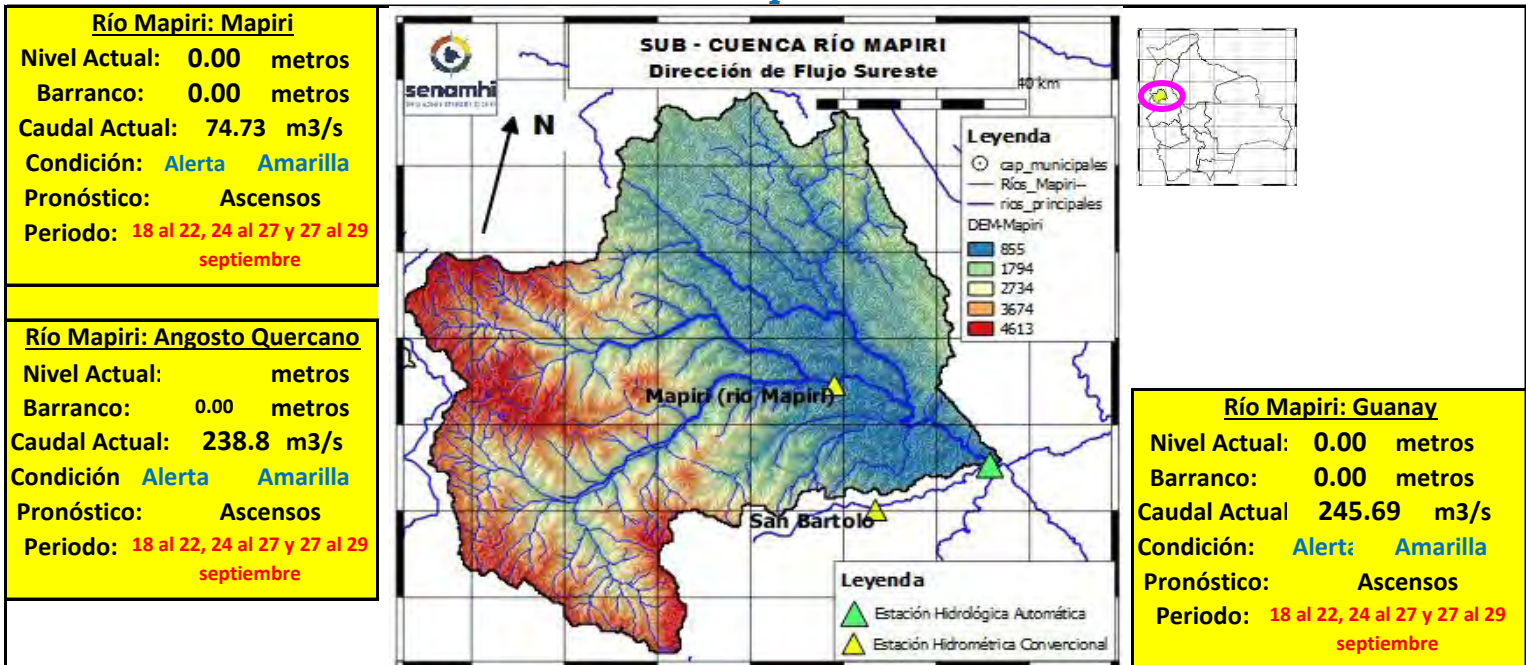 Río Mapiri: Mapiri
Nivel Actual: 0.00 metros
Barranco: 0.00 metros
Caudal Actual: 74.73 m3/s
Condición: Alerta Amarilla
Pronóstico: Ascensos
Periodo: 18 al 22, 24 al 27 y 27 al 29
septiembre
Río Mapiri: Angosto Quercano
Nivel Actual: metros
Barranco: 0.00 metros
Caudal Actual: 238.8 m3/s
Condición Alerta Amarilla
Pronóstico: Ascensos
Periodo: 18 al 22, 24 al 27 y 27 al 29
septiembre
senamhi
SUB - CUENCA RÍO MAPIRI
Dirección de Flujo Sureste
40 km
N
Leyenda
cap_municipales
Ríos_Mapiri--
rios_principales
DEM-Mapiri
855
1794
2734
3674
4613
Mapiri (rio Mapiri)
San Bartolo
Leyenda
Estación Hidrológica Automática
Estación Hidrométrica Convencional
Río Mapiri: Guanay
Nivel Actual: 0.00 metros
Barranco: 0.00 metros
Caudal Actual 245.69 m3/s
Condición: Alerta Amarilla
Pronóstico: Ascensos
Periodo: 18 al 22, 24 al 27 y 27 al 29
septiembre